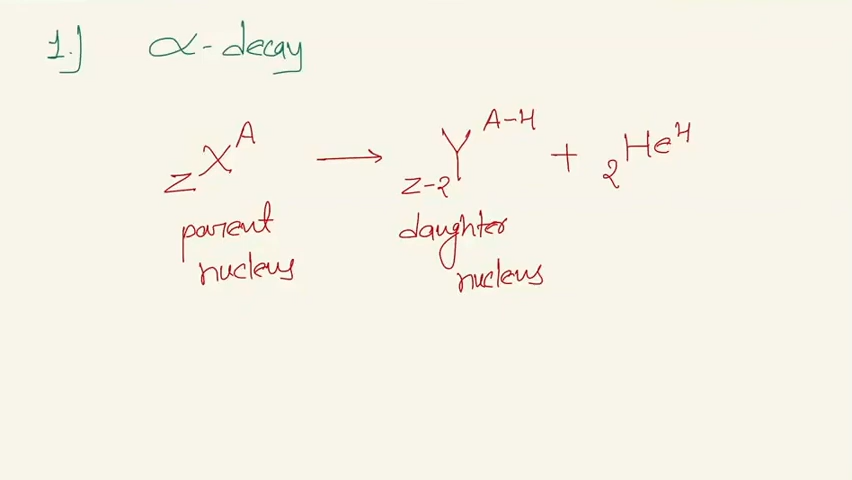 1.) α-decay
zX^A → z-2Y^A-4 + 2He^4
parent daughter
nucleus nucleus